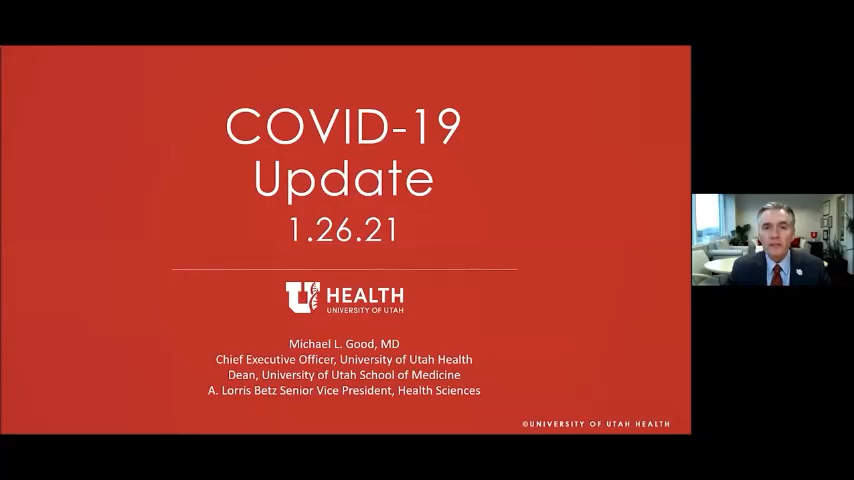 COVID-19
Update
1.26.21
U HEALTH
UNIVERSITY OF UTAH
Michael L. Good, MD
Chief Executive Officer, University of Utah Health
Dean, University of Utah School of Medicine
A. Lorris Betz Senior Vice President, Health Sciences
©UNIVERSITY OF UTAH HEALTH